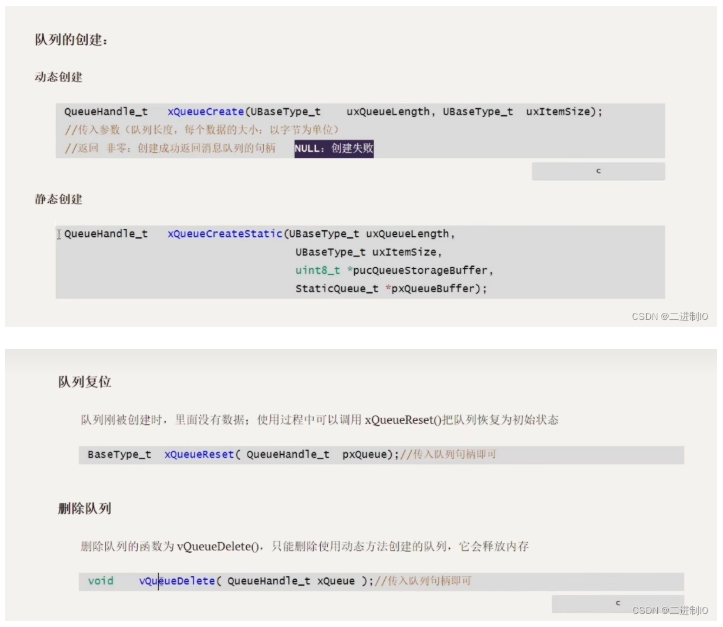 队列的创建：
动态创建
QueueHandle_t xQueueCreate(UBaseType_t uxQueueLength, UBaseType_t uxItemSize);
//传入参数（队列长度，每个数据的大小：以字节为单位）
//返回 非零：创建成功返回消息队列的句柄 NULL：创建失败
c
静态创建
QueueHandle_t xQueueCreateStatic(UBaseType_t uxQueueLength,
UBaseType_t uxItemSize,
uint8_t *pucQueueStorageBuffer,
StaticQueue_t *pxQueueBuffer);
CSDN @二进制IO
队列复位
队列刚被创建时，里面没有数据；使用过程中可以调用 xQueueReset()把队列恢复为初始状态
BaseType_t xQueueReset( QueueHandle_t pxQueue);//传入队列句柄即可
删除队列
删除队列的函数为 vQueueDelete()，只能删除使用动态方法创建的队列，它会释放内存
void vQueueDelete( QueueHandle_t xQueue );//传入队列句柄即可
c
CSDN @二进制IO